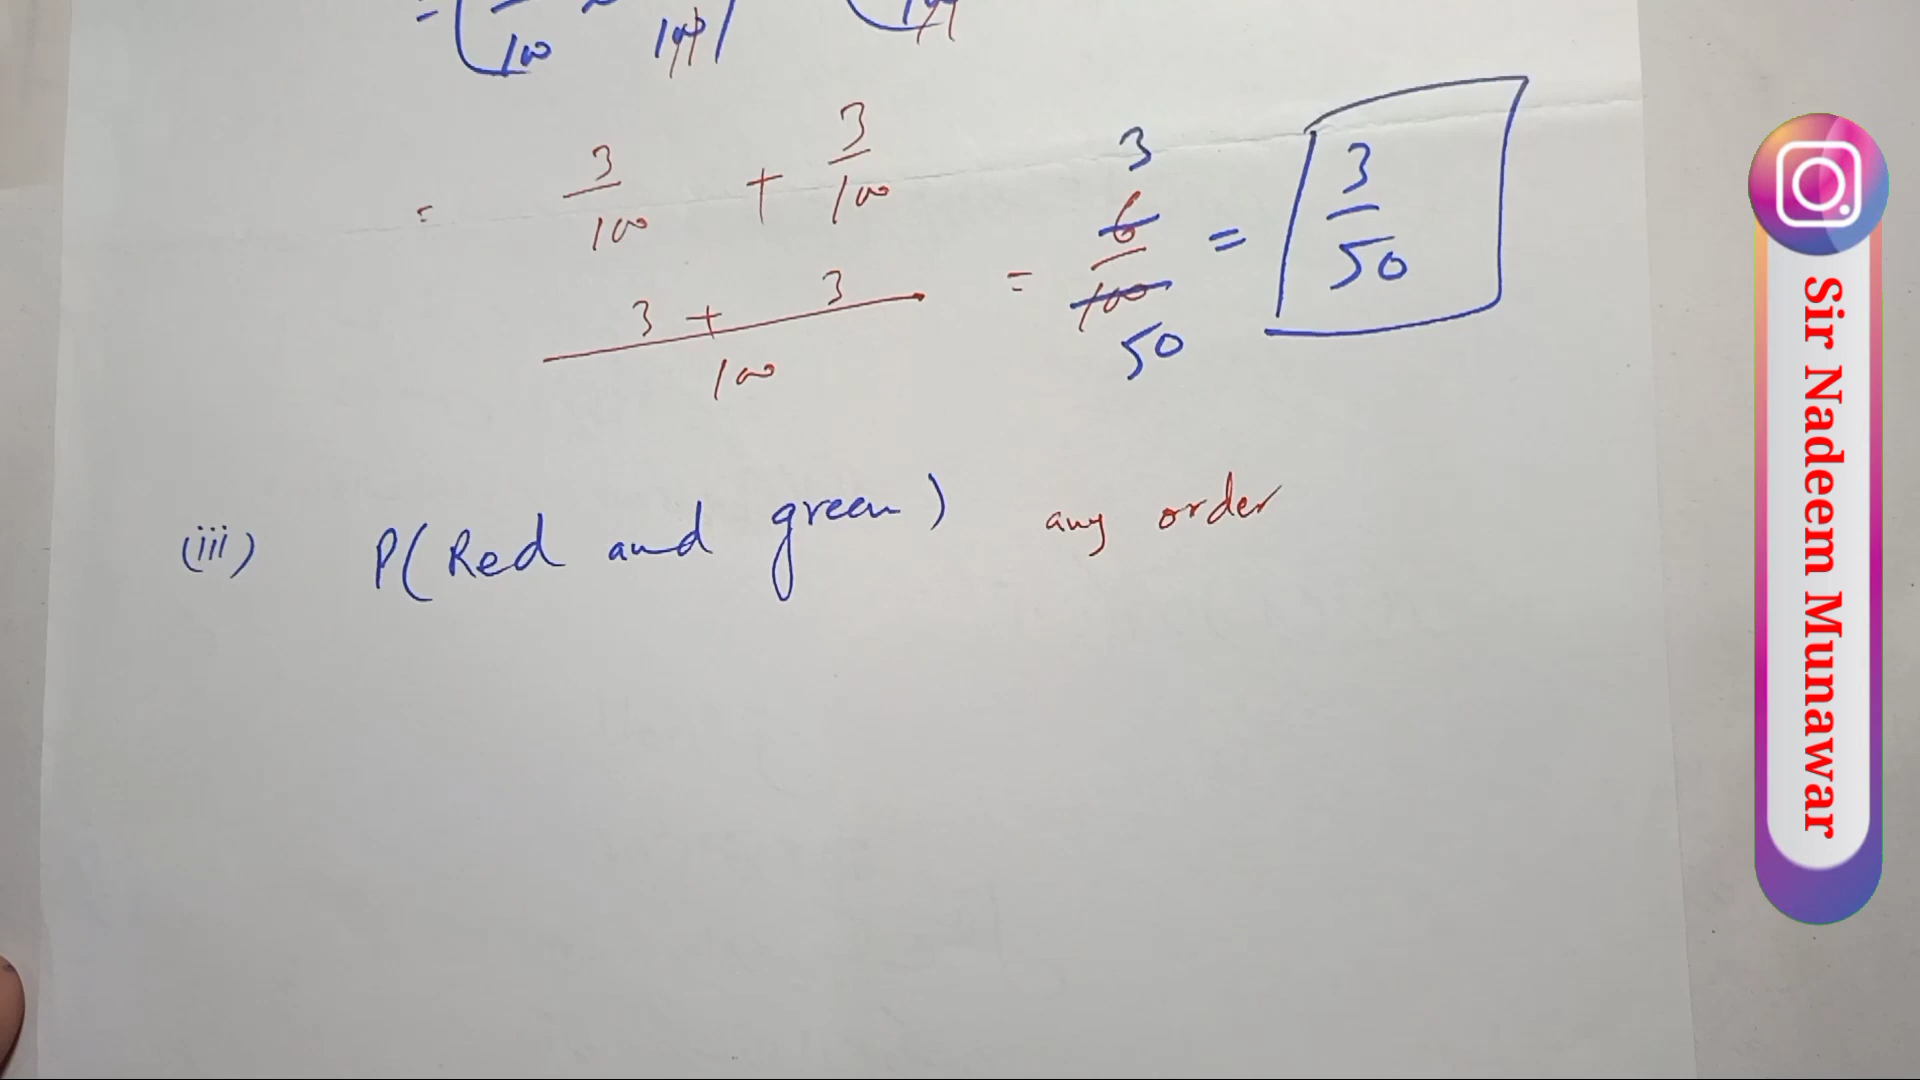 =
100
= 3/100 + 3/100
3 + 3 / 100 = 6/100 = 3/50
3
50
(iii) P(Red and green) any order
Sir Nadeem Munawar